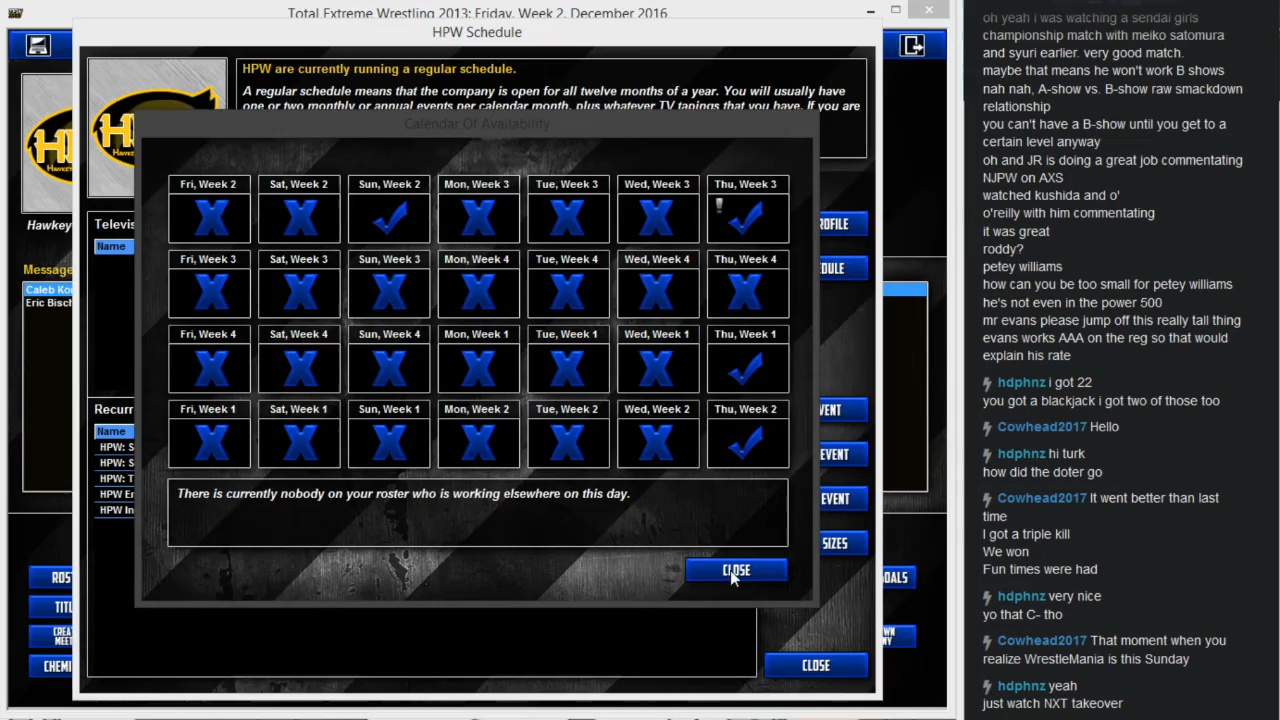 Total Extreme Wrestling 2013: Friday, Week 2, December 2016
HPW Schedule
HPW are currently running a regular schedule.
A regular schedule means that the company is open for all twelve months of a year. You will usually have
one or two monthly or annual events per calendar month, plus whatever TV tapings that you have. If you are
Calendar Of Availability
Fri, Week 2 Sat, Week 2 Sun, Week 2 Mon, Week 3 Tue, Week 3 Wed, Week 3 Thu, Week 3
Fri, Week 3 Sat, Week 3 Sun, Week 3 Mon, Week 4 Tue, Week 4 Wed, Week 4 Thu, Week 4
Fri, Week 4 Sat, Week 4 Sun, Week 4 Mon, Week 1 Tue, Week 1 Wed, Week 1 Thu, Week 1
Fri, Week 1 Sat, Week 1 Sun, Week 1 Mon, Week 2 Tue, Week 2 Wed, Week 2 Thu, Week 2
There is currently nobody on your roster who is working elsewhere on this day.
CLOSE
Hawkey
Message
Caleb Ko
Eric Bisch
Televis
Name
Recurr
Name
HPW: S
HPW: S
HPW: T
HPW En
HPW In
ROFILE
DULE
VENT
EVENT
EVENT
SIZES
CLOSE
ROST
TITL
CREA
MEET
CHEMI
OALS
WN
NY
oh yeah i was watching a sendai girls
championship match with meiko satomura
and syuri earlier. very good match.
maybe that means he won't work B shows
nah nah, A-show vs. B-show raw smackdown
relationship
you can't have a B-show until you get to a
certain level anyway
oh and JR is doing a great job commentating
NJPW on AXS
watched kushida and o'
o'reilly with him commentating
it was great
roddy?
petey williams
how can you be too small for petey williams
he's not even in the power 500
mr evans please jump off this really tall thing
evans works AAA on the reg so that would
explain his rate
hdphnz i got 22
you got a blackjack i got two of those too
Cowhead2017 Hello
hdphnz hi turk
how did the doter go
Cowhead2017 It went better than last
time
I got a triple kill
We won
Fun times were had
hdphnz very nice
yo that C- tho
Cowhead2017 That moment when you
realize WrestleMania is this Sunday
hdphnz yeah
just watch NXT takeover